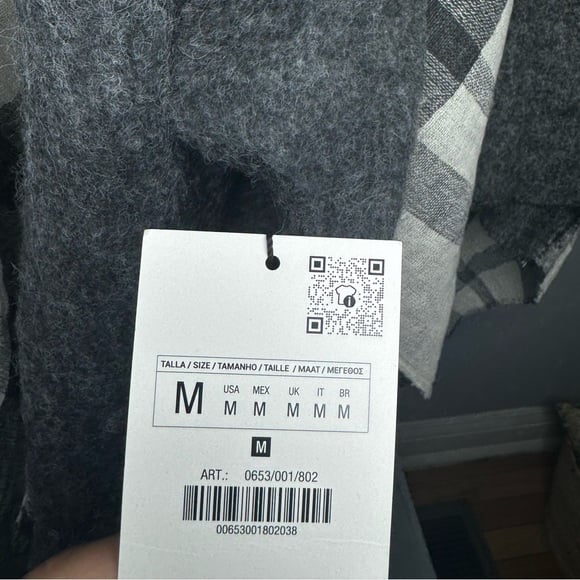 TALLA / SIZE / TAMANHO / TAILLE / MAAT / ΜΕΓΕΘΟΣ
M USA MEX UK IT BR
M M M M M
M
ART.: 0653/001/802
00653001802038